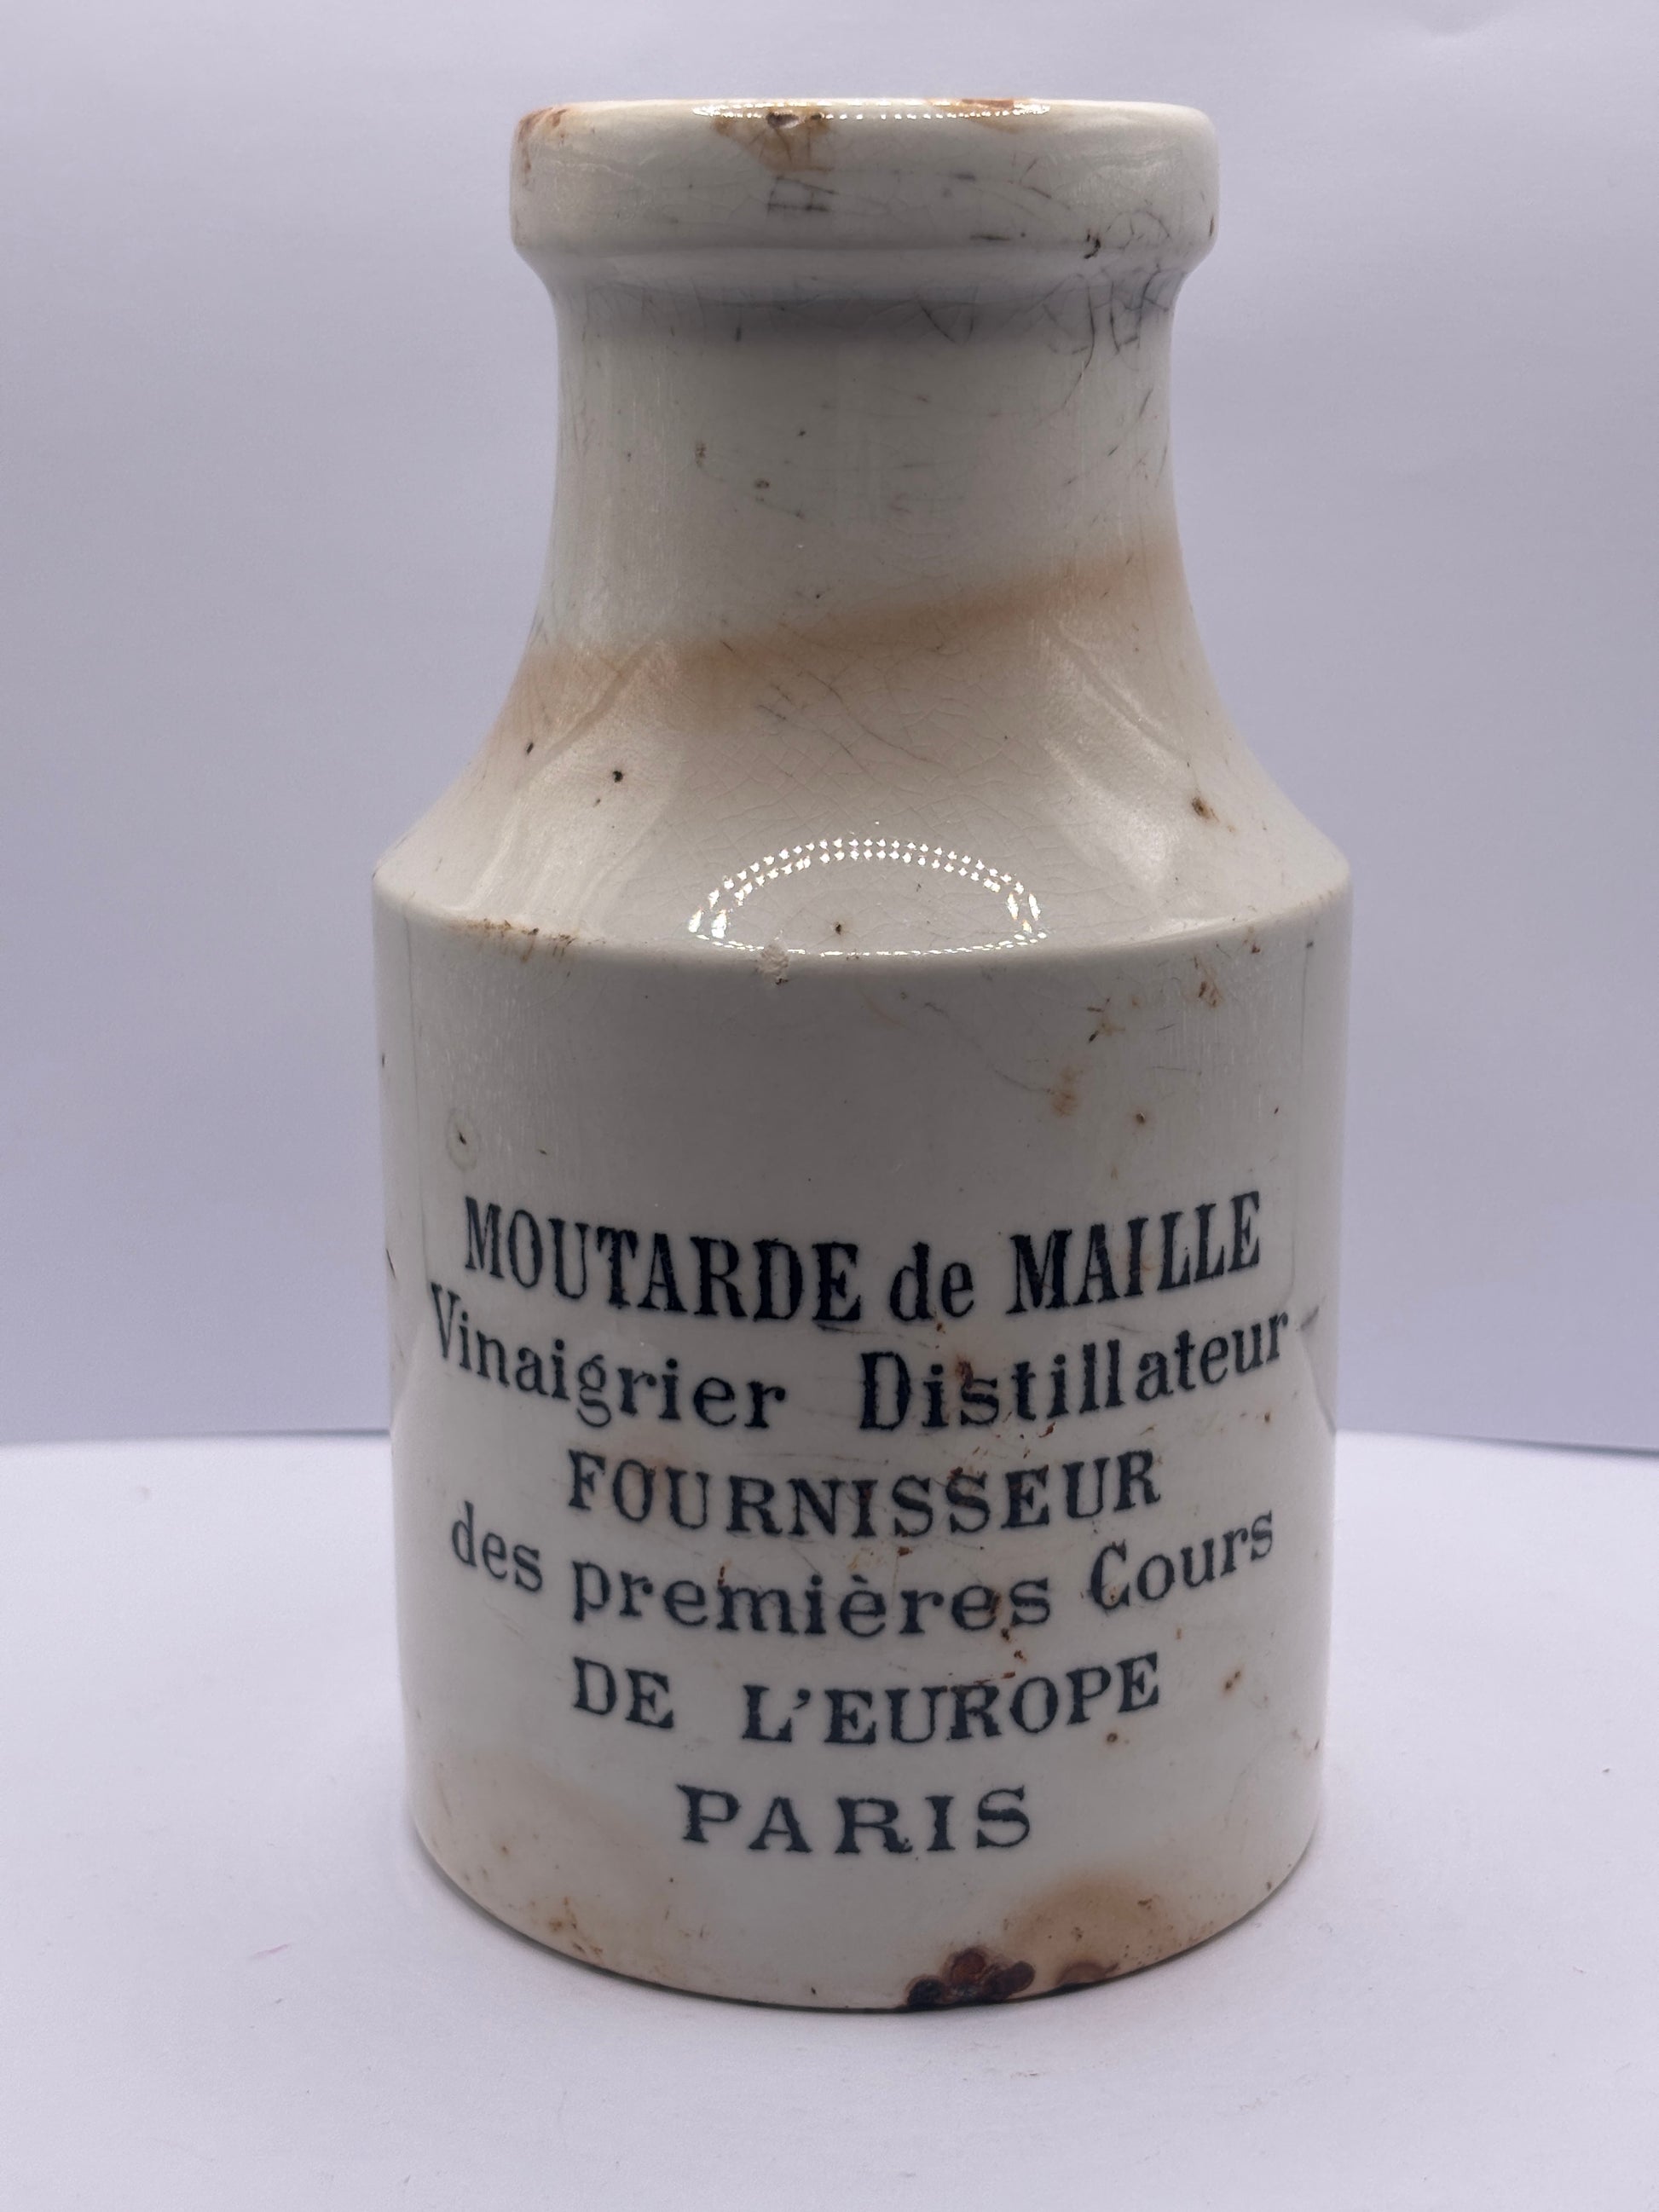 MOUTARDE de MAILLE
Vinaigrier Distillateur
FOURNISSEUR
des premières Cours
DE L'EUROPE
PARIS